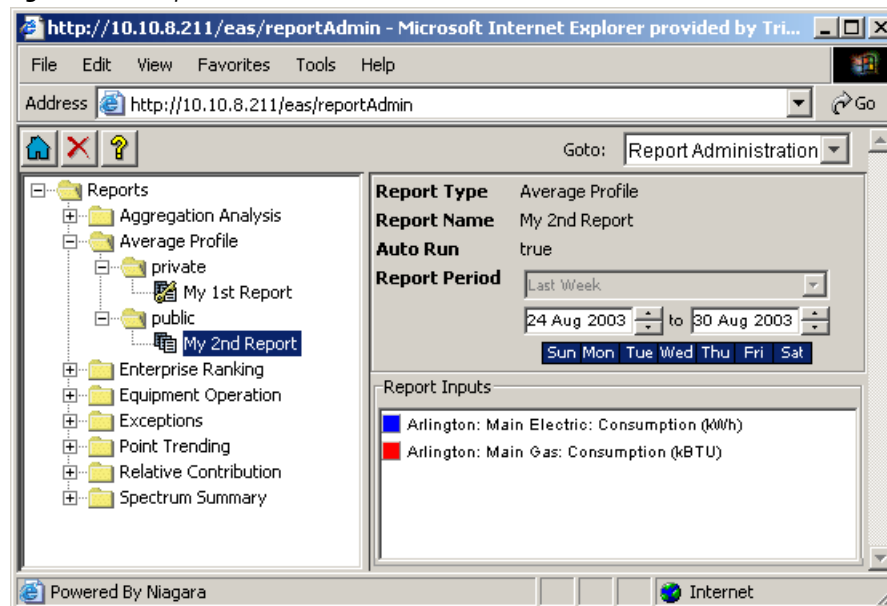 http://10.10.8.211/eas/reportAdmin - Microsoft Internet Explorer provided by Tri...
File Edit View Favorites Tools Help
Address http://10.10.8.211/eas/reportAdmin Go
Goto: Report Administration
Reports
Aggregation Analysis
Average Profile
private
My 1st Report
public
My 2nd Report
Enterprise Ranking
Equipment Operation
Exceptions
Point Trending
Relative Contribution
Spectrum Summary
Report Type Average Profile
Report Name My 2nd Report
Auto Run true
Report Period Last Week
24 Aug 2003 to 30 Aug 2003
Sun Mon Tue Wed Thu Fri Sat
Report Inputs
Arlington: Main Electric: Consumption (kWh)
Arlington: Main Gas: Consumption (kBTU)
Powered By Niagara Internet